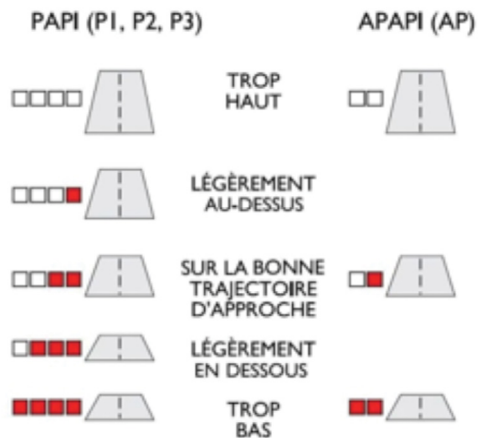 PAPI (P1, P2, P3)
APAPI (AP)
TROP
HAUT
LÉGÈREMENT
AU-DESSUS
SUR LA BONNE
TRAJECTOIRE
D'APPROCHE
LÉGÈREMENT
EN DESSOUS
TROP
BAS